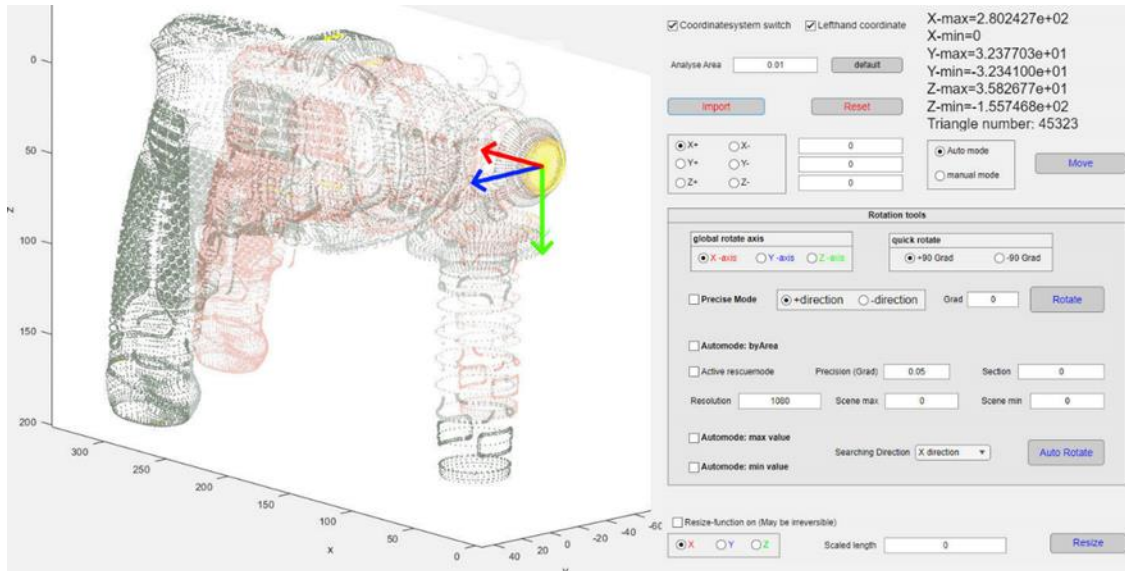 0
50
100
150
200
Z
300
250
200
150
100
50
0
X
40
20
0
-20
-40
-60
☑ Coordinatesystem switch ☑ Lefthand coordinate
Analyse Area 0.01 default
Import Reset
X-max=2.802427e+02
X-min=0
Y-max=3.237703e+01
Y-min=-3.234100e+01
Z-max=3.582677e+01
Z-min=-1.557468e+02
Triangle number: 45323
X+ X- 0
Y+ Y- 0
Z+ Z- 0
Auto mode
manual mode
Move
Rotation tools
global rotate axis
X -axis Y -axis Z -axis
quick rotate
+90 Grad -90 Grad
Precise Mode +direction -direction Grad 0 Rotate
Automode: byArea
Active rescuemode Precision (Grad) 0.05 Section 0
Resolution 1080 Scene max 0 Scene min 0
Automode: max value
Searching Direction X direction Auto Rotate
Automode: min value
Resize-function on (May be irreversible)
X Y Z Scaled length 0 Resize